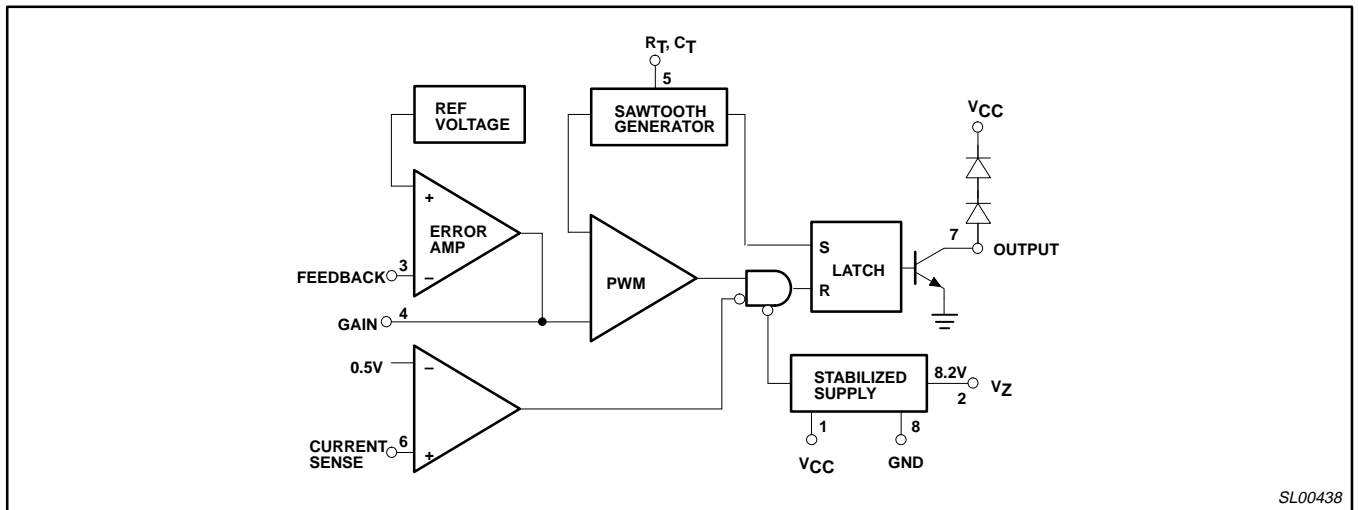 RT, CT
5
REF
VOLTAGE
SAWTOOTH
GENERATOR
VCC
+
ERROR
AMP
7
OUTPUT
S
LATCH
FEEDBACK
3
–
PWM
R
GAIN
4
0.5V
–
STABILIZED
SUPPLY
8.2V
2
VZ
CURRENT
SENSE
6
+
1
8
VCC
GND
SL00438